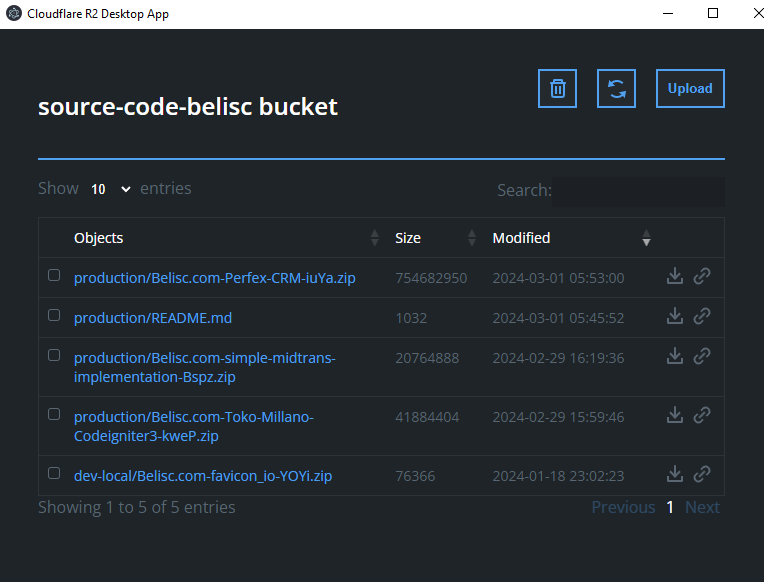 Cloudflare R2 Desktop App
source-code-belisc bucket
Upload
Show 10 entries
Search:
Objects Size Modified
production/Belisc.com-Perfex-CRM-iuYa.zip 754682950 2024-03-01 05:53:00
production/README.md 1032 2024-03-01 05:45:52
production/Belisc.com-simple-midtrans- 20764888 2024-02-29 16:19:36
implementation-Bspz.zip
production/Belisc.com-Toko-Millano- 41884404 2024-02-29 15:59:46
Codeigniter3-kweP.zip
dev-local/Belisc.com-favicon_io-YOYi.zip 76366 2024-01-18 23:02:23
Showing 1 to 5 of 5 entries
Previous 1 Next